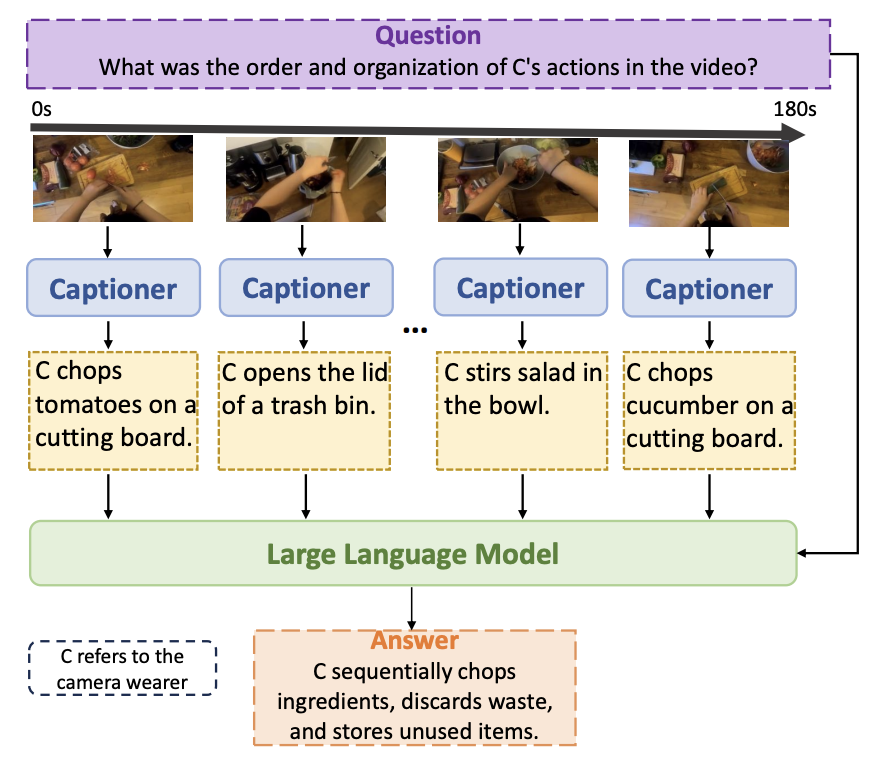 Question
What was the order and organization of C's actions in the video?
0s
180s
Captioner
Captioner
...
Captioner
Captioner
C chops
tomatoes on a
cutting board.
C opens the lid
of a trash bin.
C stirs salad in
the bowl.
C chops
cucumber on a
cutting board.
Large Language Model
C refers to the
camera wearer
Answer
C sequentially chops
ingredients, discards waste,
and stores unused items.